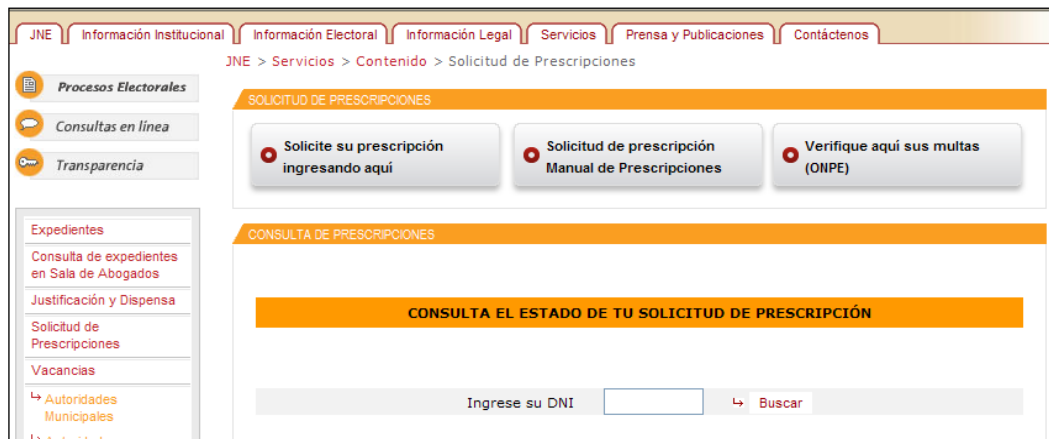 JNE
Información Institucional
Información Electoral
Información Legal
Servicios
Prensa y Publicaciones
Contáctenos
JNE > Servicios > Contenido > Solicitud de Prescripciones
Procesos Electorales
Consultas en línea
Transparencia
Expedientes
Consulta de expedientes
en Sala de Abogados
Justificación y Dispensa
Solicitud de
Prescripciones
Vacancias
Autoridades
Municipales
SOLICITUD DE PRESCRIPCIONES
Solicite su prescripción
ingresando aquí
Solicitud de prescripción
Manual de Prescripciones
Verifique aquí sus multas
(ONPE)
CONSULTA DE PRESCRIPCIONES
CONSULTA EL ESTADO DE TU SOLICITUD DE PRESCRIPCIÓN
Ingrese su DNI
Buscar